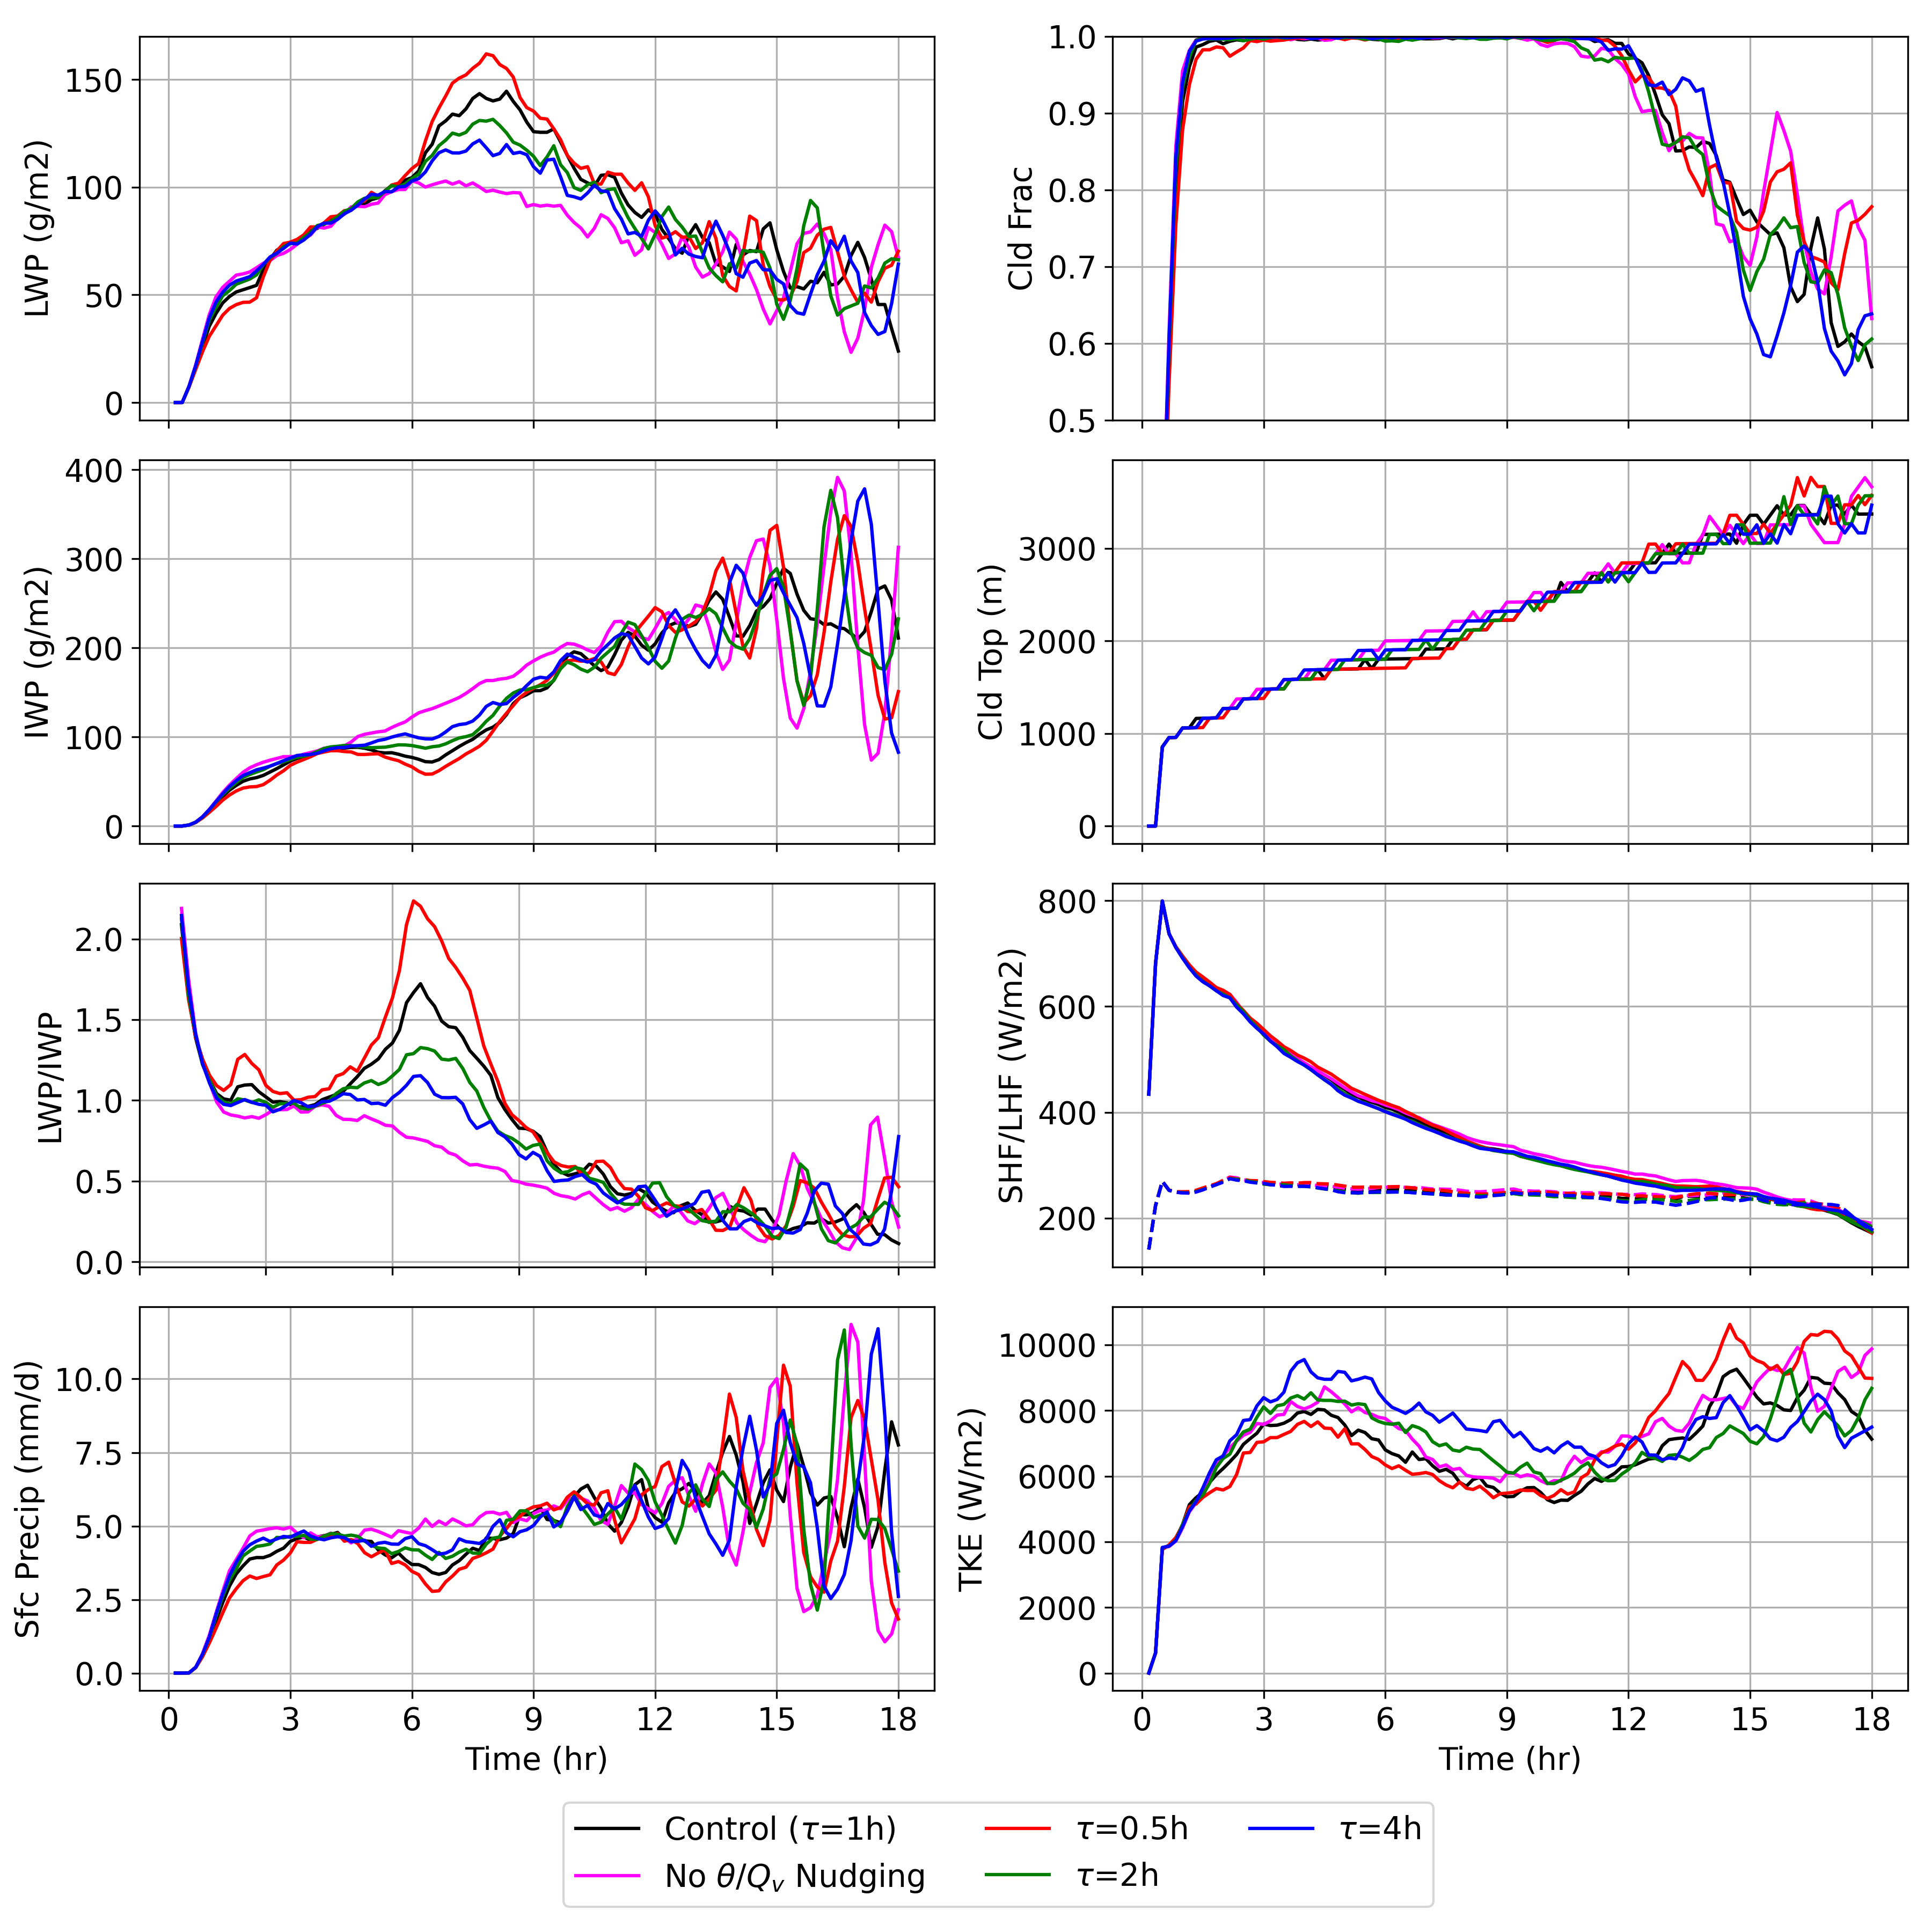 LWP (g/m2)
150
100
50
0
Cld Frac
1.0
0.9
0.8
0.7
0.6
0.5
IWP (g/m2)
400
300
200
100
0
Cld Top (m)
3000
2000
1000
0
LWP/IWP
2.0
1.5
1.0
0.5
0.0
SHF/LHF (W/m2)
800
600
400
200
Sfc Precip (mm/d)
10.0
7.5
5.0
2.5
0.0
0 3 6 9 12 15 18
Time (hr)
TKE (W/m2)
10000
8000
6000
4000
2000
0
0 3 6 9 12 15 18
Time (hr)
Control (τ=1h)
No θ/Qᵥ Nudging
τ=0.5h
τ=2h
τ=4h